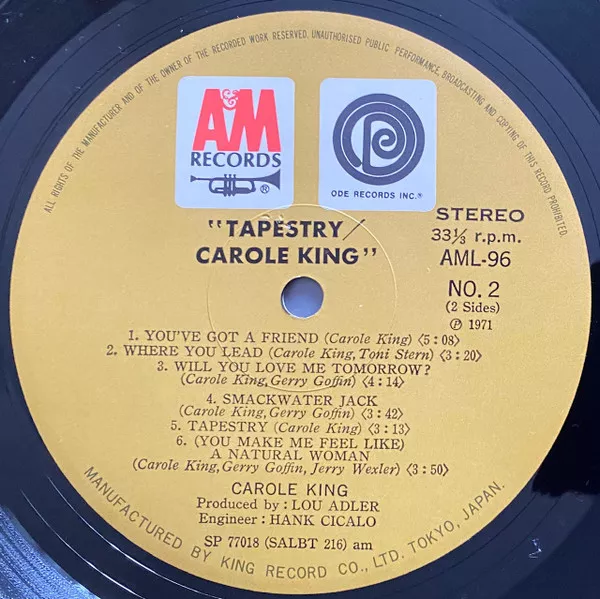 ALL RIGHTS OF THE MANUFACTURER AND OF THE OWNER OF THE RECORDED WORK RESERVED. UNAUTHORISED PUBLIC PERFORMANCE, BROADCASTING AND COPYING OF THIS RECORD PROHIBITED.
A&M
RECORDS
®
ODE RECORDS INC.®
"TAPESTRY/
CAROLE KING"
STEREO
33⅓ r.p.m.
AML-96
NO. 2
(2 Sides)
Ⓟ 1971
1. YOU'VE GOT A FRIEND (Carole King) ⟨5:08⟩
2. WHERE YOU LEAD (Carole King, Toni Stern) ⟨3:20⟩
3. WILL YOU LOVE ME TOMORROW?
(Carole King, Gerry Goffin) ⟨4:14⟩
4. SMACKWATER JACK
(Carole King, Gerry Goffin) ⟨3:42⟩
5. TAPESTRY (Carole King) ⟨3:13⟩
6. (YOU MAKE ME FEEL LIKE)
A NATURAL WOMAN
(Carole King, Gerry Goffin, Jerry Wexler) ⟨3:50⟩
CAROLE KING
Produced by : LOU ADLER
Engineer : HANK CICALO
SP 77018 (SALBT 216) am
MANUFACTURED BY KING RECORD CO., LTD. TOKYO, JAPAN.